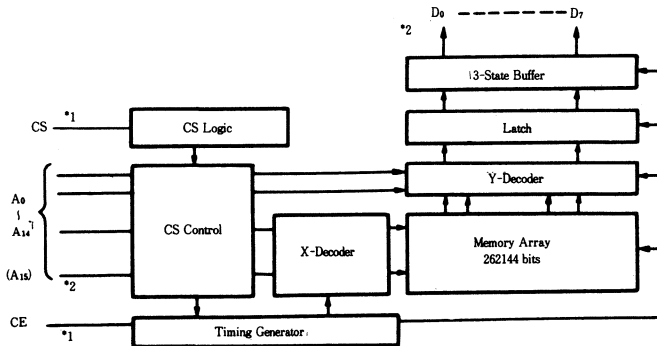 D0 D7
*2
3-State Buffer
CS *1
CS Logic
Latch
A0
~
A14
(A15)
*2
CS Control
Y-Decoder
X-Decoder
Memory Array
262144 bits
CE
*1
Timing Generator